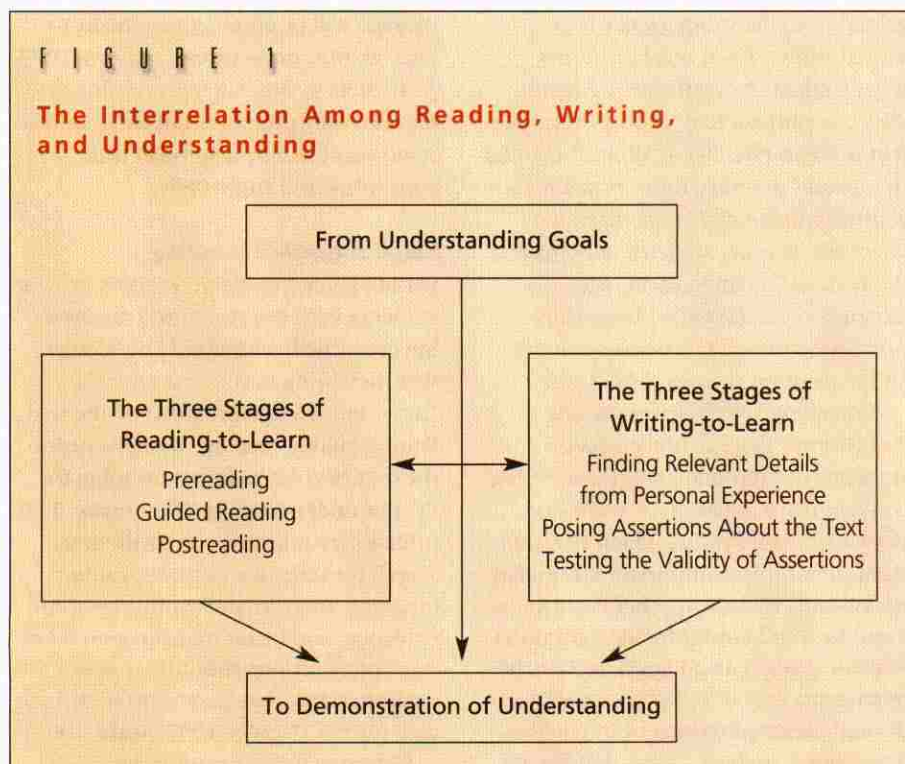 FIGURE 1
The Interrelation Among Reading, Writing,
and Understanding
From Understanding Goals
The Three Stages of
Reading-to-Learn
Prereading
Guided Reading
Postreading
The Three Stages of
Writing-to-Learn
Finding Relevant Details
from Personal Experience
Posing Assertions About the Text
Testing the Validity of Assertions
To Demonstration of Understanding